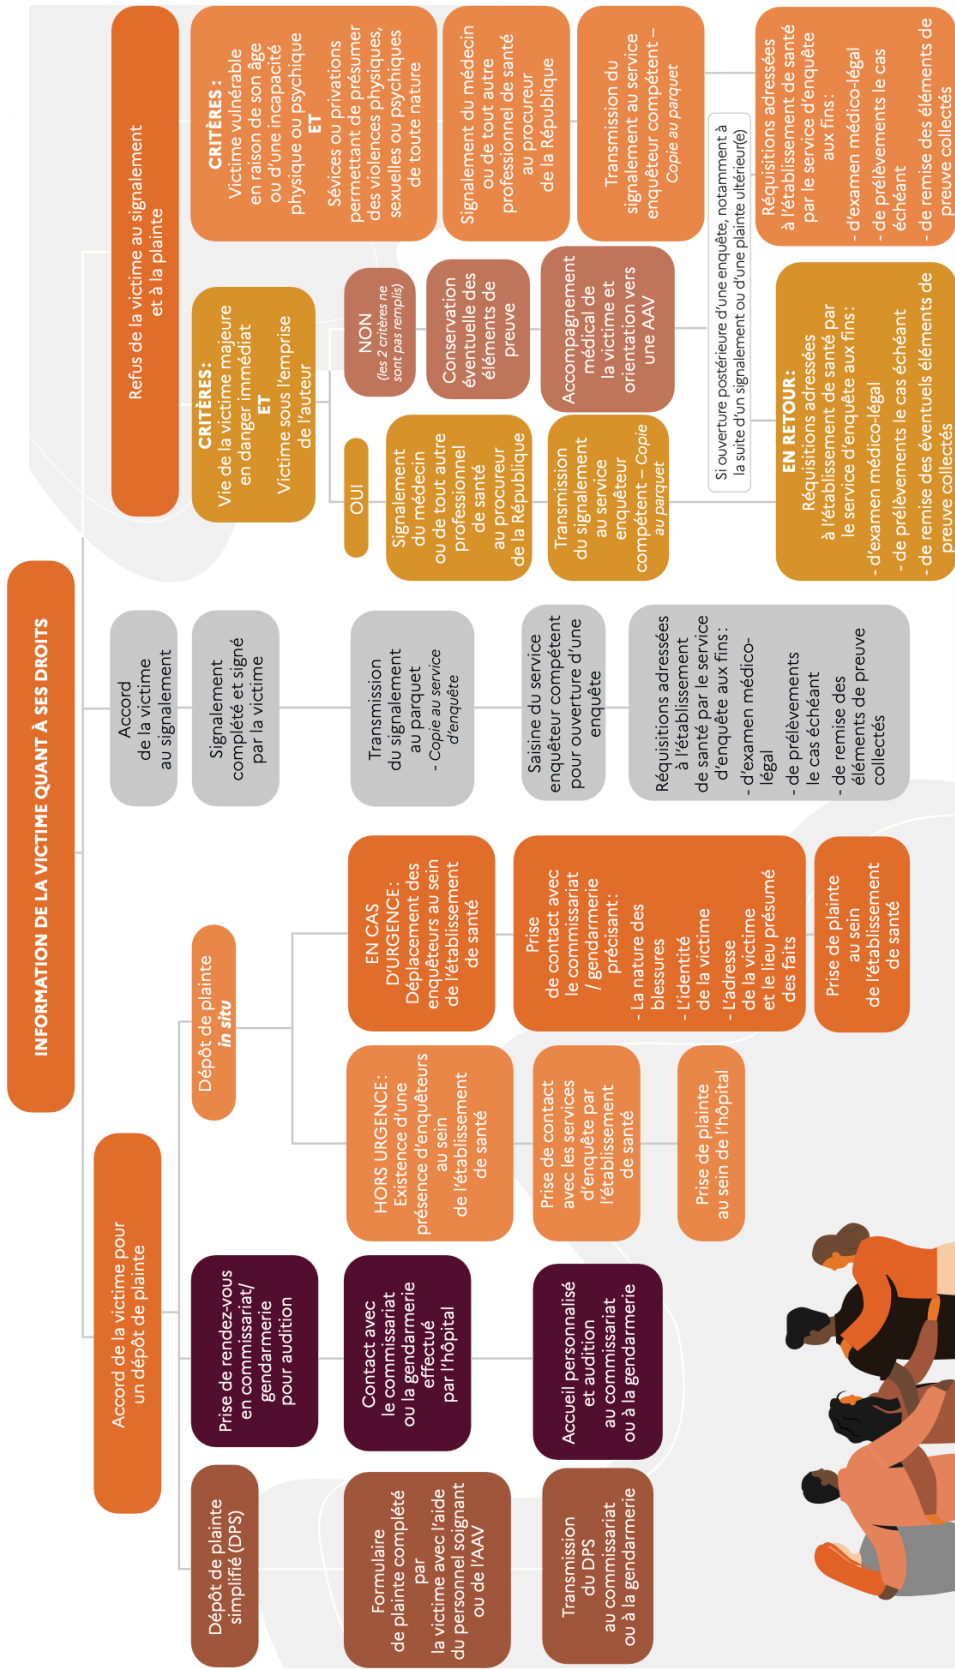 INFORMATION DE LA VICTIME QUANT À SES DROITS
Accord de la victime pour
un dépôt de plainte
Dépôt de plainte
simplifié (DPS)
Formulaire
de plainte complété
par
la victime avec l'aide
du personnel soignant
ou de l'AAV
Transmission
du DPS
au commissariat
ou à la gendarmerie
Prise de rendez-vous
en commissariat/
gendarmerie
pour audition
Contact avec
le commissariat
ou la gendarmerie
effectué
par l'hôpital
Accueil personnalisé
et audition
au commissariat
ou à la gendarmerie
Dépôt de plainte
in situ
HORS URGENCE :
Existence d'une
présence d'enquêteurs
au sein
de l'établissement
de santé
Prise de contact
avec les services
d'enquête par
l'établissement
de santé
Prise de plainte
au sein de l'hôpital
EN CAS
D'URGENCE :
Déplacement des
enquêteurs au sein
de l'établissement
de santé
Prise
de contact avec
le commissariat
/ gendarmerie
précisant :
- La nature des
blessures
- L'identité
de la victime
- L'adresse
de la victime
et le lieu présumé
des faits
Prise de plainte
au sein
de l'établissement
de santé
Accord
de la victime
au signalement
Signalement
complété et signé
par la victime
Transmission
du signalement
au parquet
- Copie au service
d'enquête
Saisine du service
enquêteur compétent
pour ouverture d'une
enquête
Réquisitions adressées
à l'établissement
de santé par le service
d'enquête aux fins :
- d'examen médico-
légal
- de prélèvements
le cas échéant
- de remise des
éléments de preuve
collectés
Refus de la victime au signalement
et à la plainte
CRITÈRES:
Vie de la victime majeure
en danger immédiat
ET
Victime sous l'emprise
de l'auteur
OUI
Signalement
du médecin
ou de tout autre
professionnel
de santé
au procureur
de la République
Transmission
du signalement
au service
enquêteur
compétent – Copie
au parquet
NON
(les 2 critères ne
sont pas remplis)
Conservation
éventuelle des
éléments de
preuve
Accompagnement
médical de
la victime et
orientation vers
une AAV
CRITÈRES :
Victime vulnérable
en raison de son âge
ou d'une incapacité
physique ou psychique
ET
Sévices ou privations
permettant de présumer
des violences physiques,
sexuelles ou psychiques
de toute nature
Signalement du médecin
ou de tout autre
professionnel de santé
au procureur
de la République
Transmission du
signalement au service
enquêteur compétent –
Copie au parquet
Si ouverture postérieure d'une enquête, notamment à
la suite d'un signalement ou d'une plainte ultérieur(e)
EN RETOUR:
Réquisitions adressées
à l'établissement de santé par
le service d'enquête aux fins:
- d'examen médico-légal
- de prélèvements le cas échéant
- de remise des éventuels éléments de
preuve collectés
Réquisitions adressées
à l'établissement de santé
par le service d'enquête
aux fins :
- d'examen médico-légal
- de prélèvements le cas
échéant
- de remise des éléments de
preuve collectés